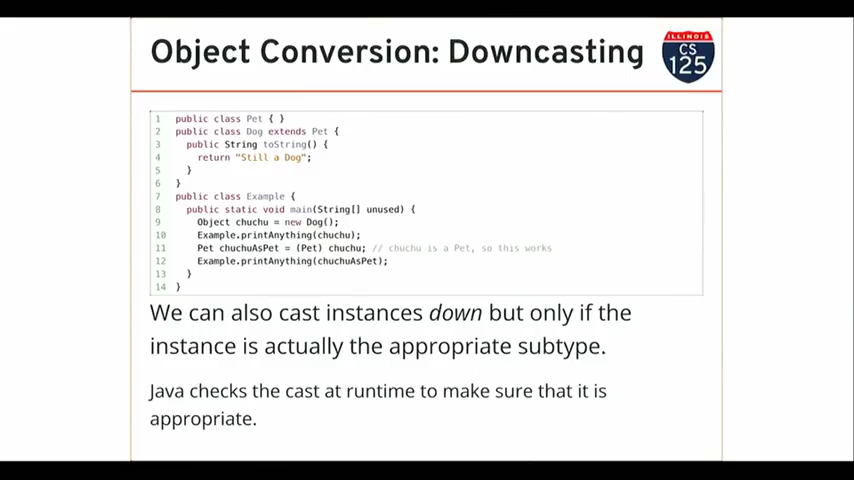 Object Conversion: Downcasting
ILLINOIS
CS
125
1 public class Pet { }
2 public class Dog extends Pet {
3   public String toString() {
4     return "Still a Dog";
5   }
6 }
7 public class Example {
8   public static void main(String[] unused) {
9     Object chuchu = new Dog();
10     Example.printAnything(chuchu);
11     Pet chuchuAsPet = (Pet) chuchu; // chuchu is a Pet, so this works
12     Example.printAnything(chuchuAsPet);
13   }
14 }
We can also cast instances down but only if the
instance is actually the appropriate subtype.
Java checks the cast at runtime to make sure that it is
appropriate.